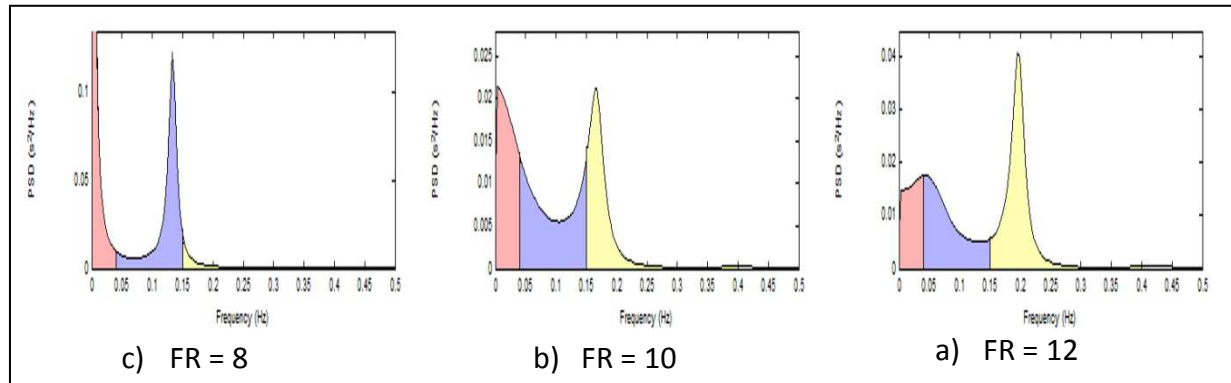 PSD (s²/Hz)
0.1
0.05
0
0 0.05 0.1 0.15 0.2 0.25 0.3 0.35 0.4 0.45 0.5
Frequency (Hz)
c) FR = 8
PSD (s²/Hz)
0.025
0.02
0.015
0.01
0.005
0
0 0.05 0.1 0.15 0.2 0.25 0.3 0.35 0.4 0.45 0.5
Frequency (Hz)
b) FR = 10
PSD (s²/Hz)
0.04
0.03
0.02
0.01
0
0 0.05 0.1 0.15 0.2 0.25 0.3 0.35 0.4 0.45 0.5
Frequency (Hz)
a) FR = 12